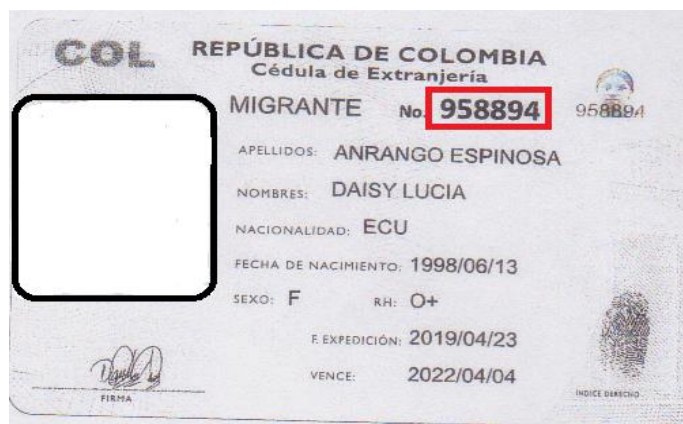 COL REPÚBLICA DE COLOMBIA
Cédula de Extranjería
MIGRANTE No. 958894 958894
APELLIDOS: ANRANGO ESPINOSA
NOMBRES: DAISY LUCIA
NACIONALIDAD: ECU
FECHA DE NACIMIENTO: 1998/06/13
SEXO: F RH: O+
F. EXPEDICIÓN: 2019/04/23
VENCE: 2022/04/04
FIRMA
INDICE DERECHO